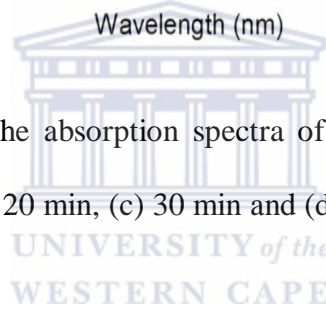 Wavelength (nm)
he absorption spectra of
20 min, (c) 30 min and (d
UNIVERSITY of the
WESTERN CAPE